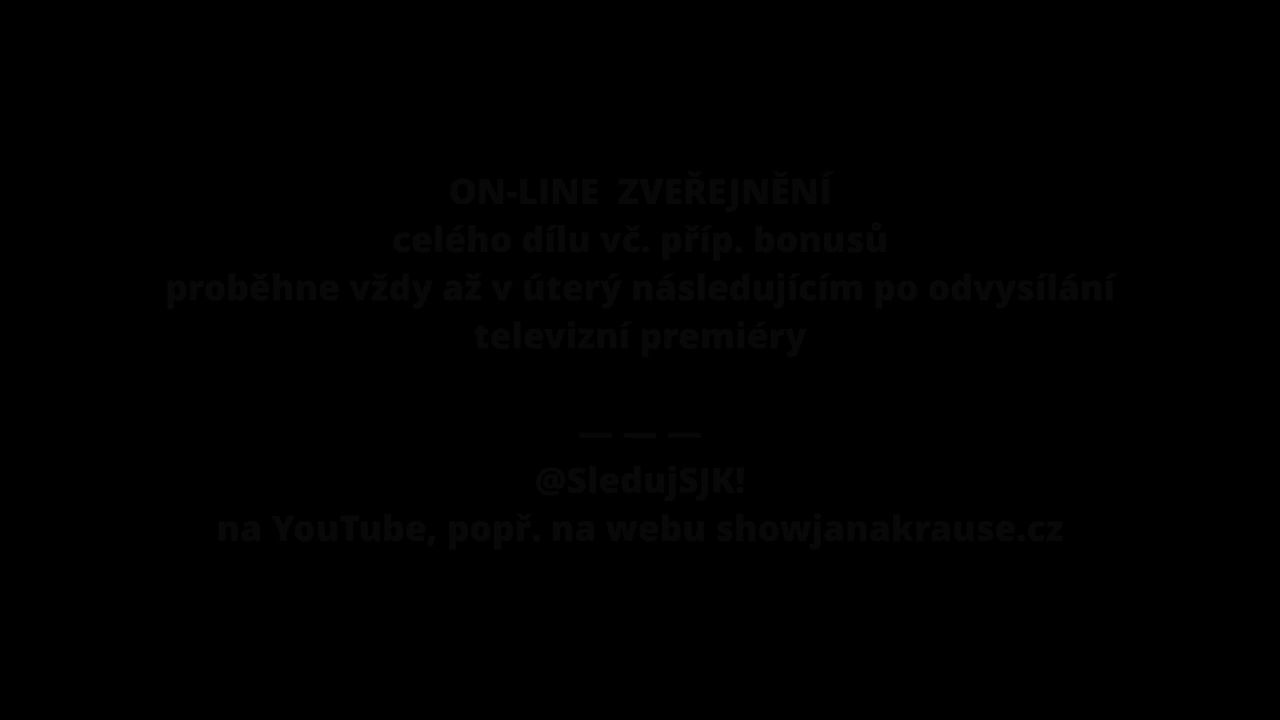 ON-LINE ZVEŘEJNĚNÍ
celého dílu vč. příp. bonusů
proběhne vždy až v úterý následujícím po odvysílání
televizní premiéry
— — —
@SledujSJK!
na YouTube, popř. na webu showjanakrause.cz